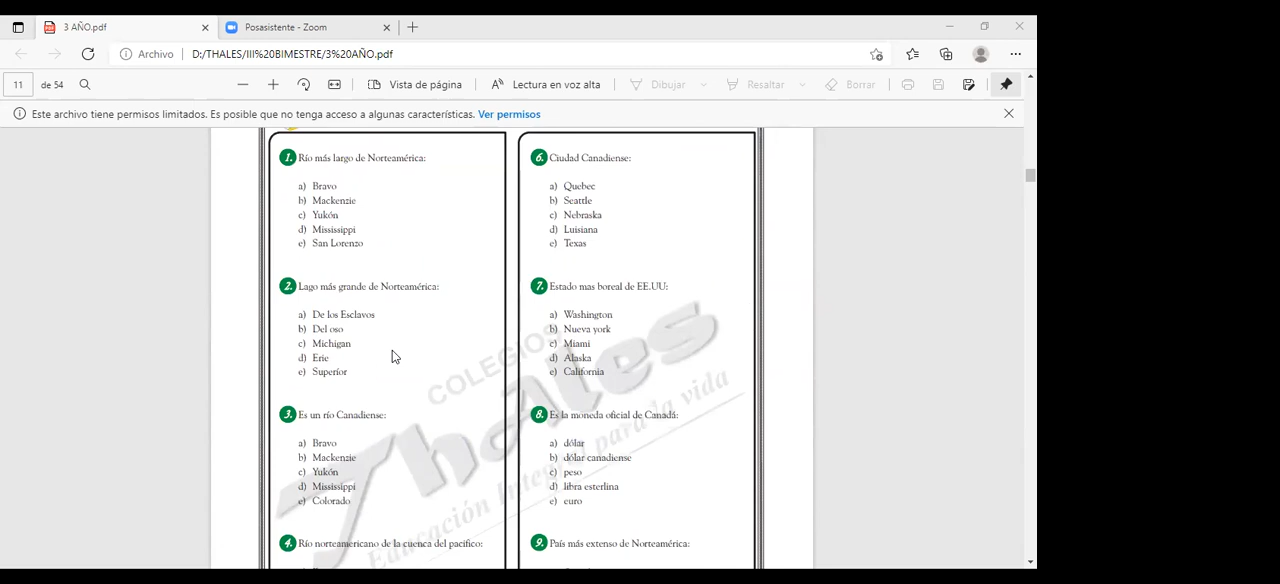 3 AÑO.pdf
Posasistente - Zoom
Archivo
D:/THALES/III%20BIMESTRE/3%20AÑO.pdf
11
de 54
Vista de página
Lectura en voz alta
Dibujar
Resaltar
Borrar
Este archivo tiene permisos limitados. Es posible que no tenga acceso a algunas características. Ver permisos
1. Río más largo de Norteamérica:
a) Bravo
b) Mackenzie
c) Yukón
d) Mississippi
e) San Lorenzo
2. Lago más grande de Norteamérica:
a) De los Esclavos
b) Del oso
c) Michigan
d) Erie
e) Superior
3. Es un río Canadiense:
a) Bravo
b) Mackenzie
c) Yukón
d) Mississippi
e) Colorado
4. Río norteamericano de la cuenca del pacifico:
6. Ciudad Canadiense:
a) Quebec
b) Seattle
c) Nebraska
d) Luisiana
e) Texas
7. Estado mas boreal de EE.UU:
a) Washington
b) Nueva york
c) Miami
d) Alaska
e) California
8. Es la moneda oficial de Canadá:
a) dólar
b) dólar canadiense
c) peso
d) libra esterlina
e) euro
9. País más extenso de Norteamérica:
COLEGIOS
Thales
Educación Integral para la vida